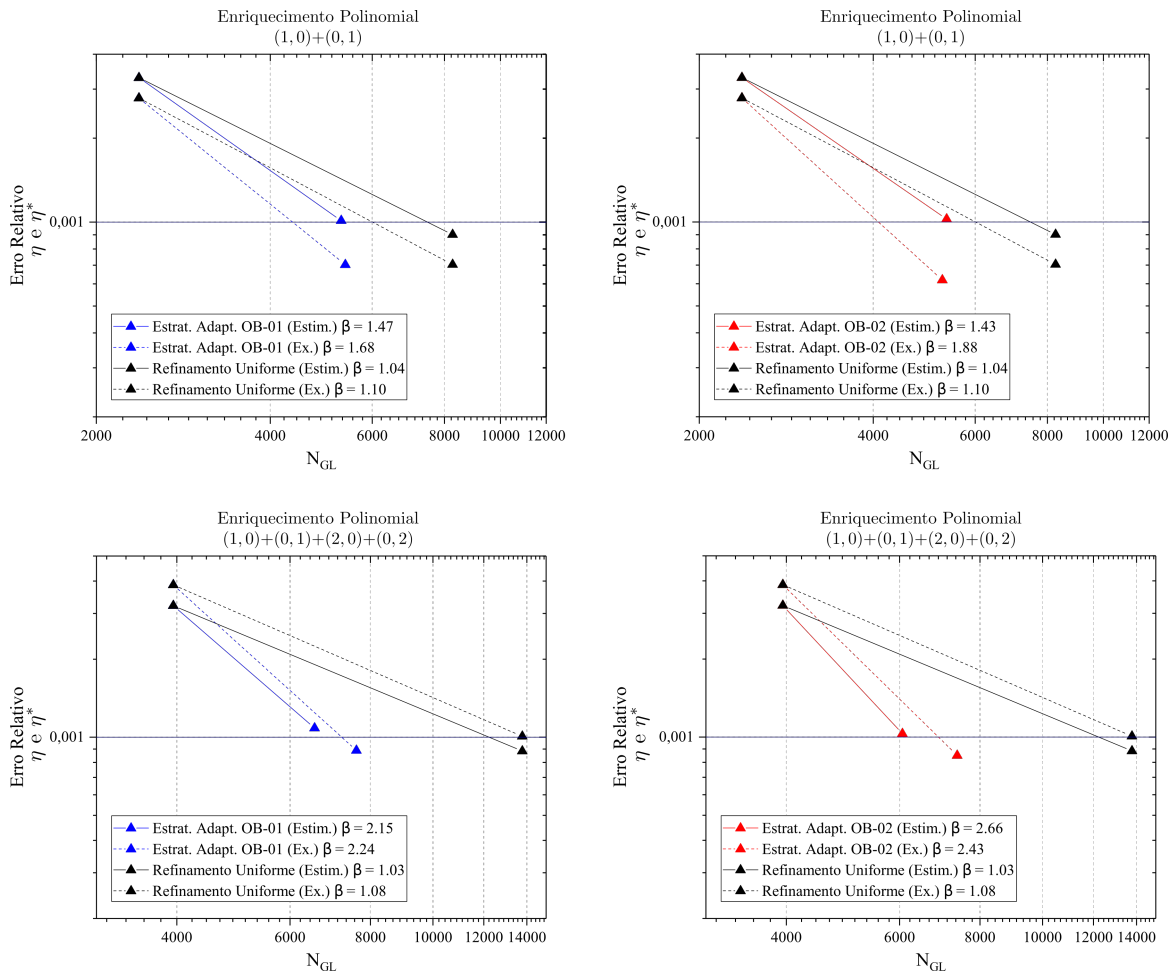 Enriquecimento Polinomial
(1, 0)+(0, 1)
Erro Relativo
η e η*
0,001
Estrat. Adapt. OB-01 (Estim.) β = 1.47
Estrat. Adapt. OB-01 (Ex.) β = 1.68
Refinamento Uniforme (Estim.) β = 1.04
Refinamento Uniforme (Ex.) β = 1.10
2000 4000 6000 8000 10000 12000
N_GL
Enriquecimento Polinomial
(1, 0)+(0, 1)
Erro Relativo
η e η*
0,001
Estrat. Adapt. OB-02 (Estim.) β = 1.43
Estrat. Adapt. OB-02 (Ex.) β = 1.88
Refinamento Uniforme (Estim.) β = 1.04
Refinamento Uniforme (Ex.) β = 1.10
2000 4000 6000 8000 10000 12000
N_GL
Enriquecimento Polinomial
(1, 0)+(0, 1)+(2, 0)+(0, 2)
Erro Relativo
η e η*
0,001
Estrat. Adapt. OB-01 (Estim.) β = 2.15
Estrat. Adapt. OB-01 (Ex.) β = 2.24
Refinamento Uniforme (Estim.) β = 1.03
Refinamento Uniforme (Ex.) β = 1.08
4000 6000 8000 10000 12000 14000
N_GL
Enriquecimento Polinomial
(1, 0)+(0, 1)+(2, 0)+(0, 2)
Erro Relativo
η e η*
0,001
Estrat. Adapt. OB-02 (Estim.) β = 2.66
Estrat. Adapt. OB-02 (Ex.) β = 2.43
Refinamento Uniforme (Estim.) β = 1.03
Refinamento Uniforme (Ex.) β = 1.08
4000 6000 8000 10000 12000 14000
N_GL